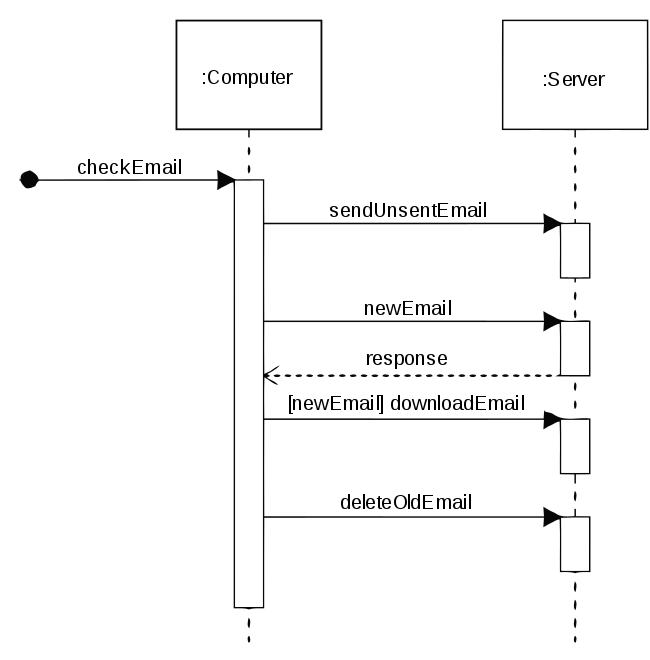 :Computer
:Server
checkEmail
sendUnsentEmail
newEmail
response
[newEmail] downloadEmail
deleteOldEmail